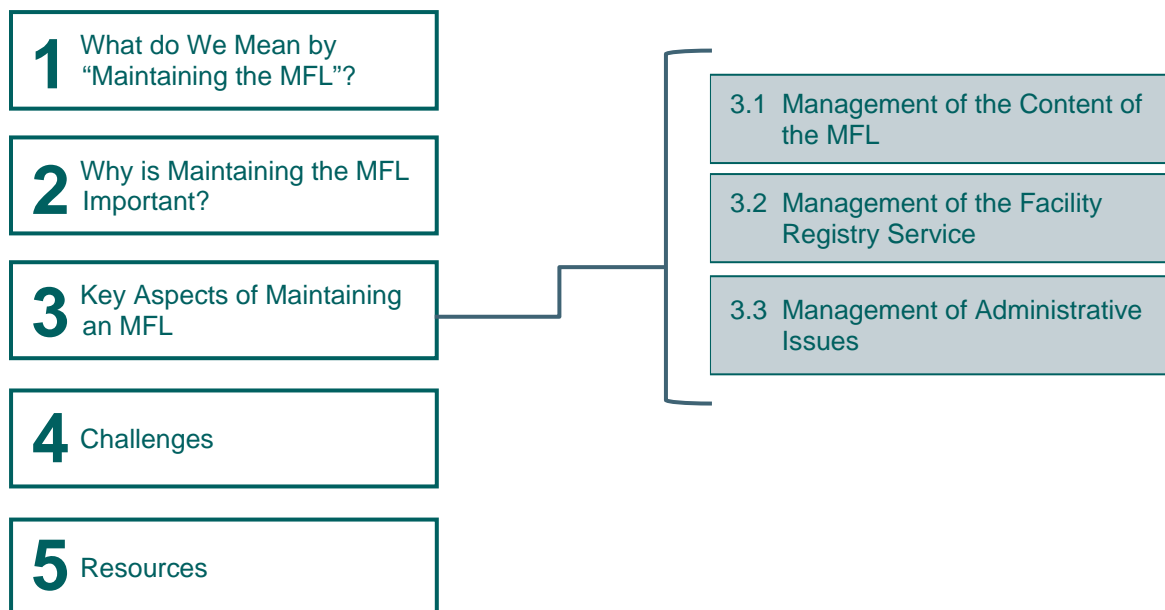 1 What do We Mean by
“Maintaining the MFL”?
2 Why is Maintaining the MFL
Important?
3 Key Aspects of Maintaining
an MFL
3.1 Management of the Content of
the MFL
3.2 Management of the Facility
Registry Service
3.3 Management of Administrative
Issues
4 Challenges
5 Resources